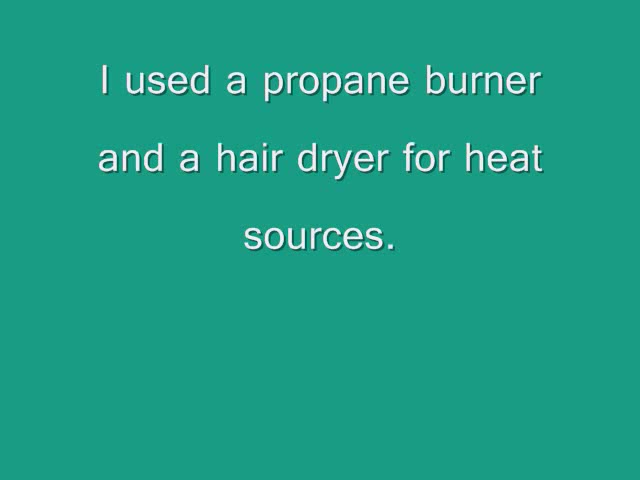 I used a propane burner
and a hair dryer for heat
sources.